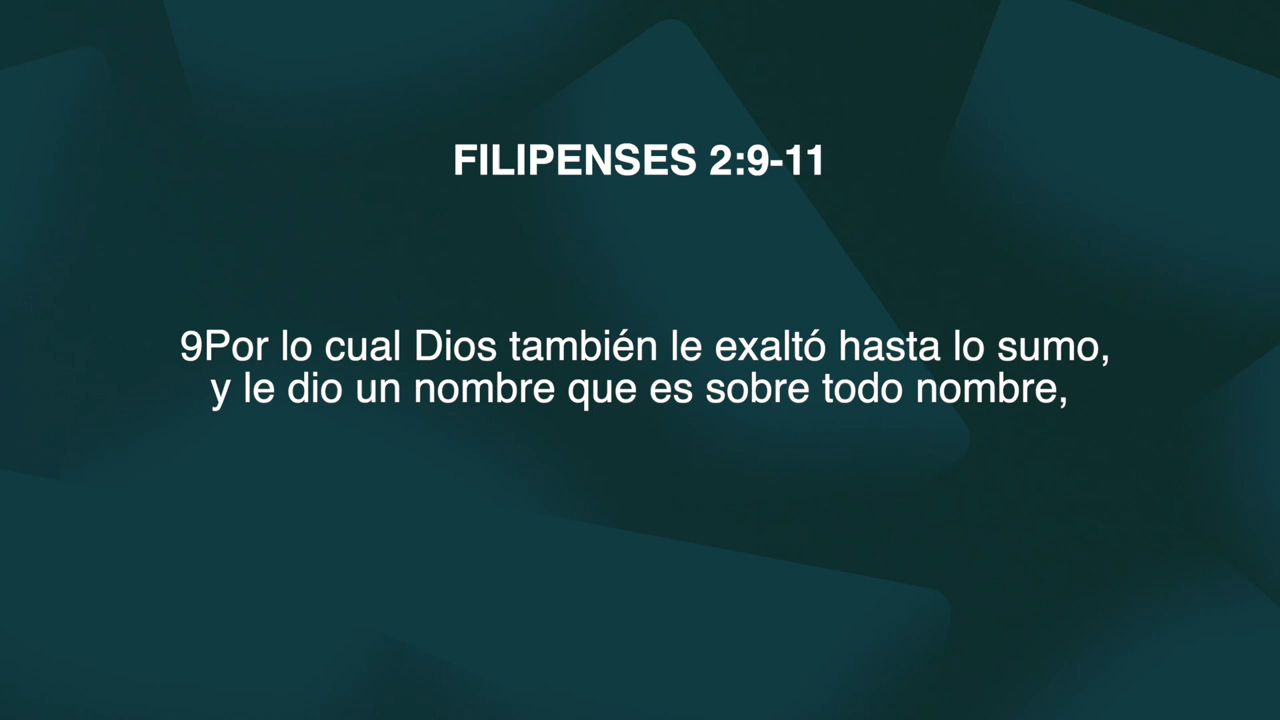 FILIPENSES 2:9-11
9Por lo cual Dios también le exaltó hasta lo sumo,
y le dio un nombre que es sobre todo nombre,